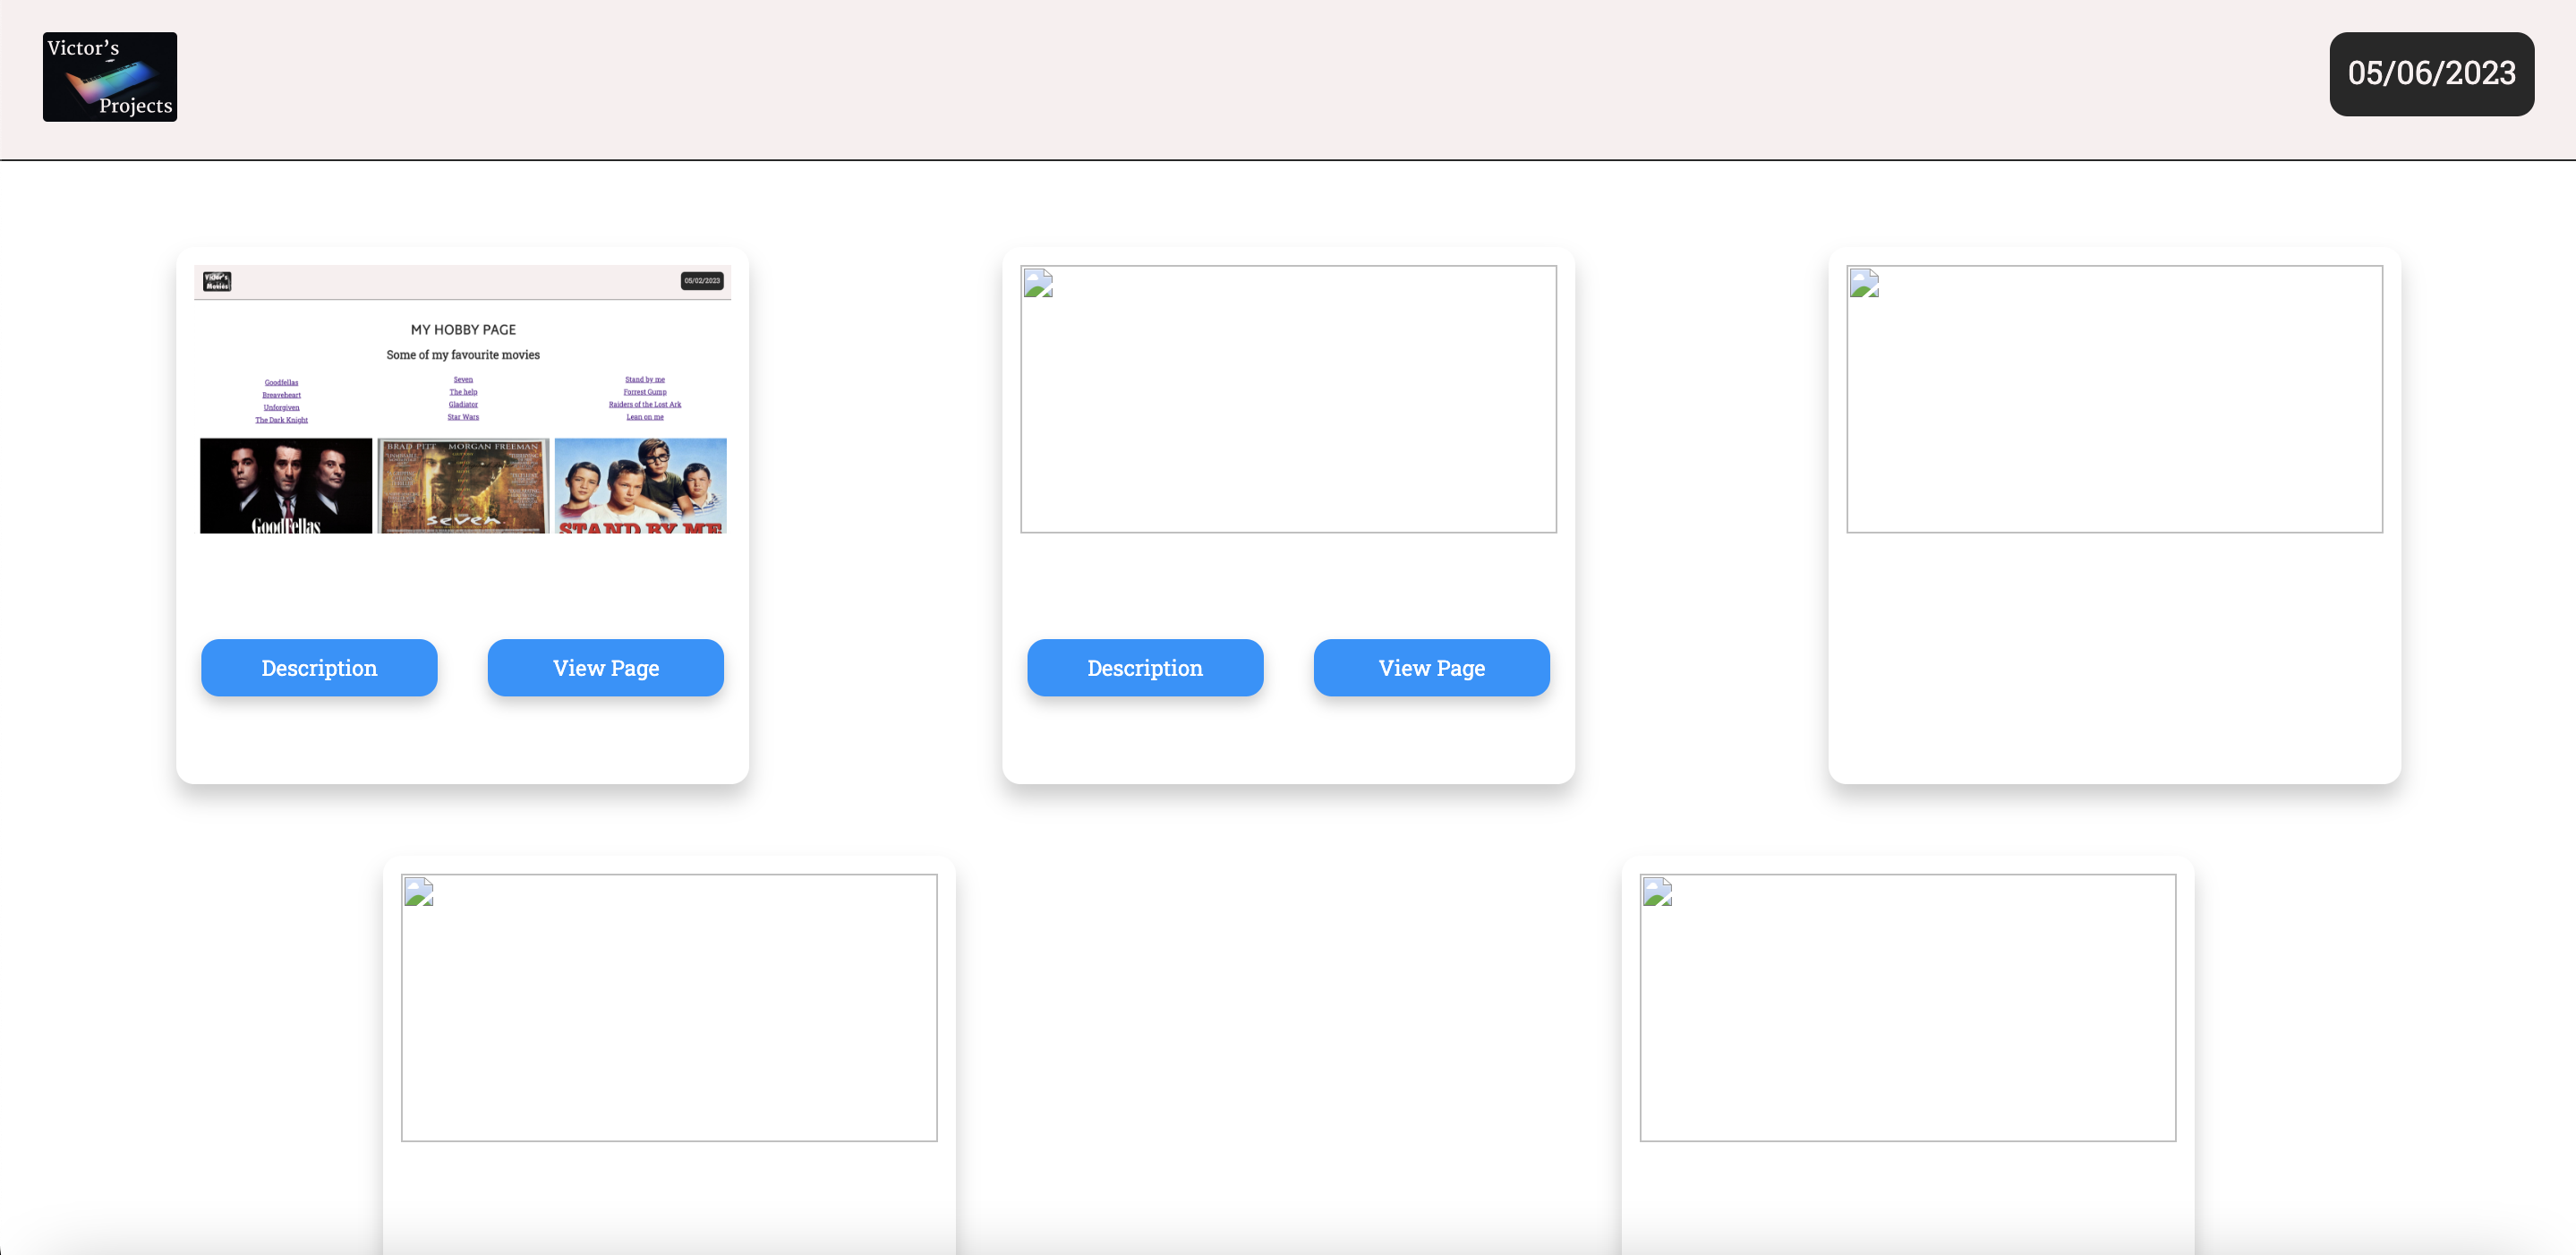 Victor's
Projects
05/06/2023
Victor's
Movies
05/02/2023
MY HOBBY PAGE
Some of my favourite movies
Goodfellas
Breaveheart
Unforgiven
The Dark Knight
Seven
The help
Gladiator
Star Wars
Stand by me
Forrest Gump
Raiders of the Lost Ark
Lean on me
GoodFellas
BRAD PITT MORGAN FREEMAN
seven
STAND BY ME
Description
View Page
Description
View Page